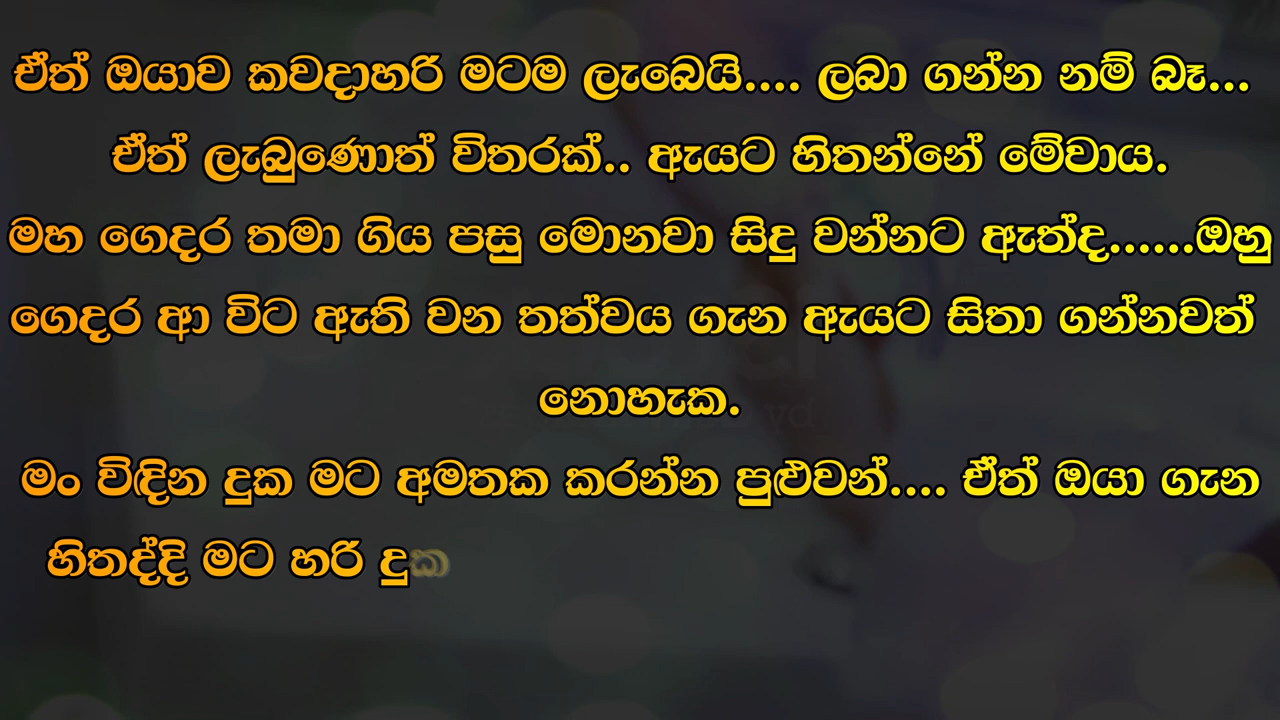 ඒත් ඔයාව කවදාහරි මටම ලැබෙයි.... ලබා ගන්න නම් බෑ...
ඒත් ලැබුණොත් විතරක්.. ඇයට හිතන්නේ මේවාය.
මහ ගෙදර තමා ගිය පසු මොනවා සිදු වන්නට ඇත්ද......ඔහු
ගෙදර ආ විට ඇති වන තත්වය ගැන ඇයට සිතා ගන්නවත්
නොහැක.
මං විඳින දුක මට අමතක කරන්න පුළුවන්.... ඒත් ඔයා ගැන
හිතද්දි මට හරි දුක